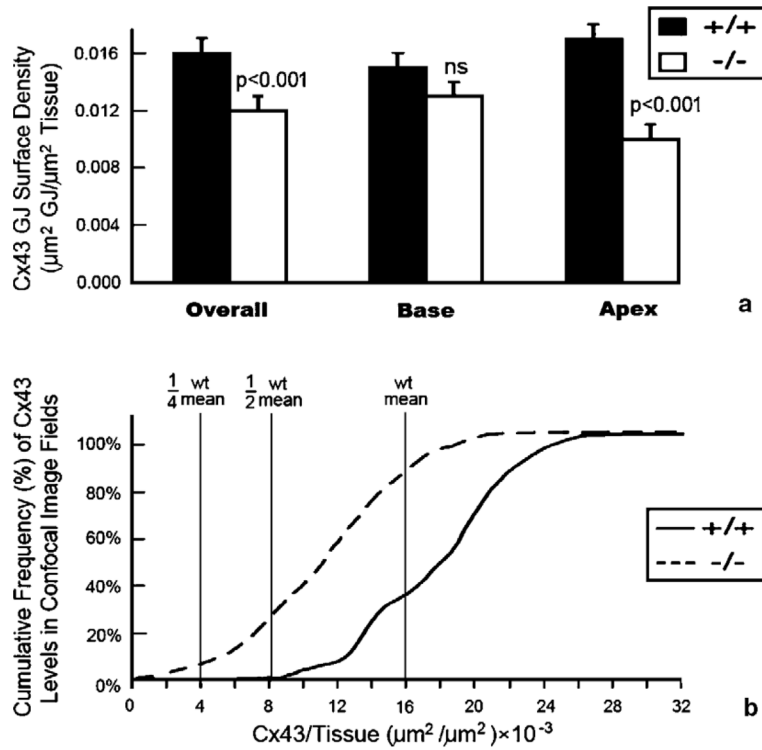 Cx43 GJ Surface Density
(µm² GJ/µm² Tissue)
0.016
0.012
0.008
0.004
0.000
p<0.001
ns
p<0.001
+/+
-/-
Overall
Base
Apex
a
1/4 wt mean
1/2 wt mean
wt mean
Cumulative Frequency (%) of Cx43
Levels in Confocal Image Fields
100%
80%
60%
40%
20%
0%
+/+
-/-
0 4 8 12 16 20 24 28 32
Cx43/Tissue (µm²/µm²)×10⁻³
b